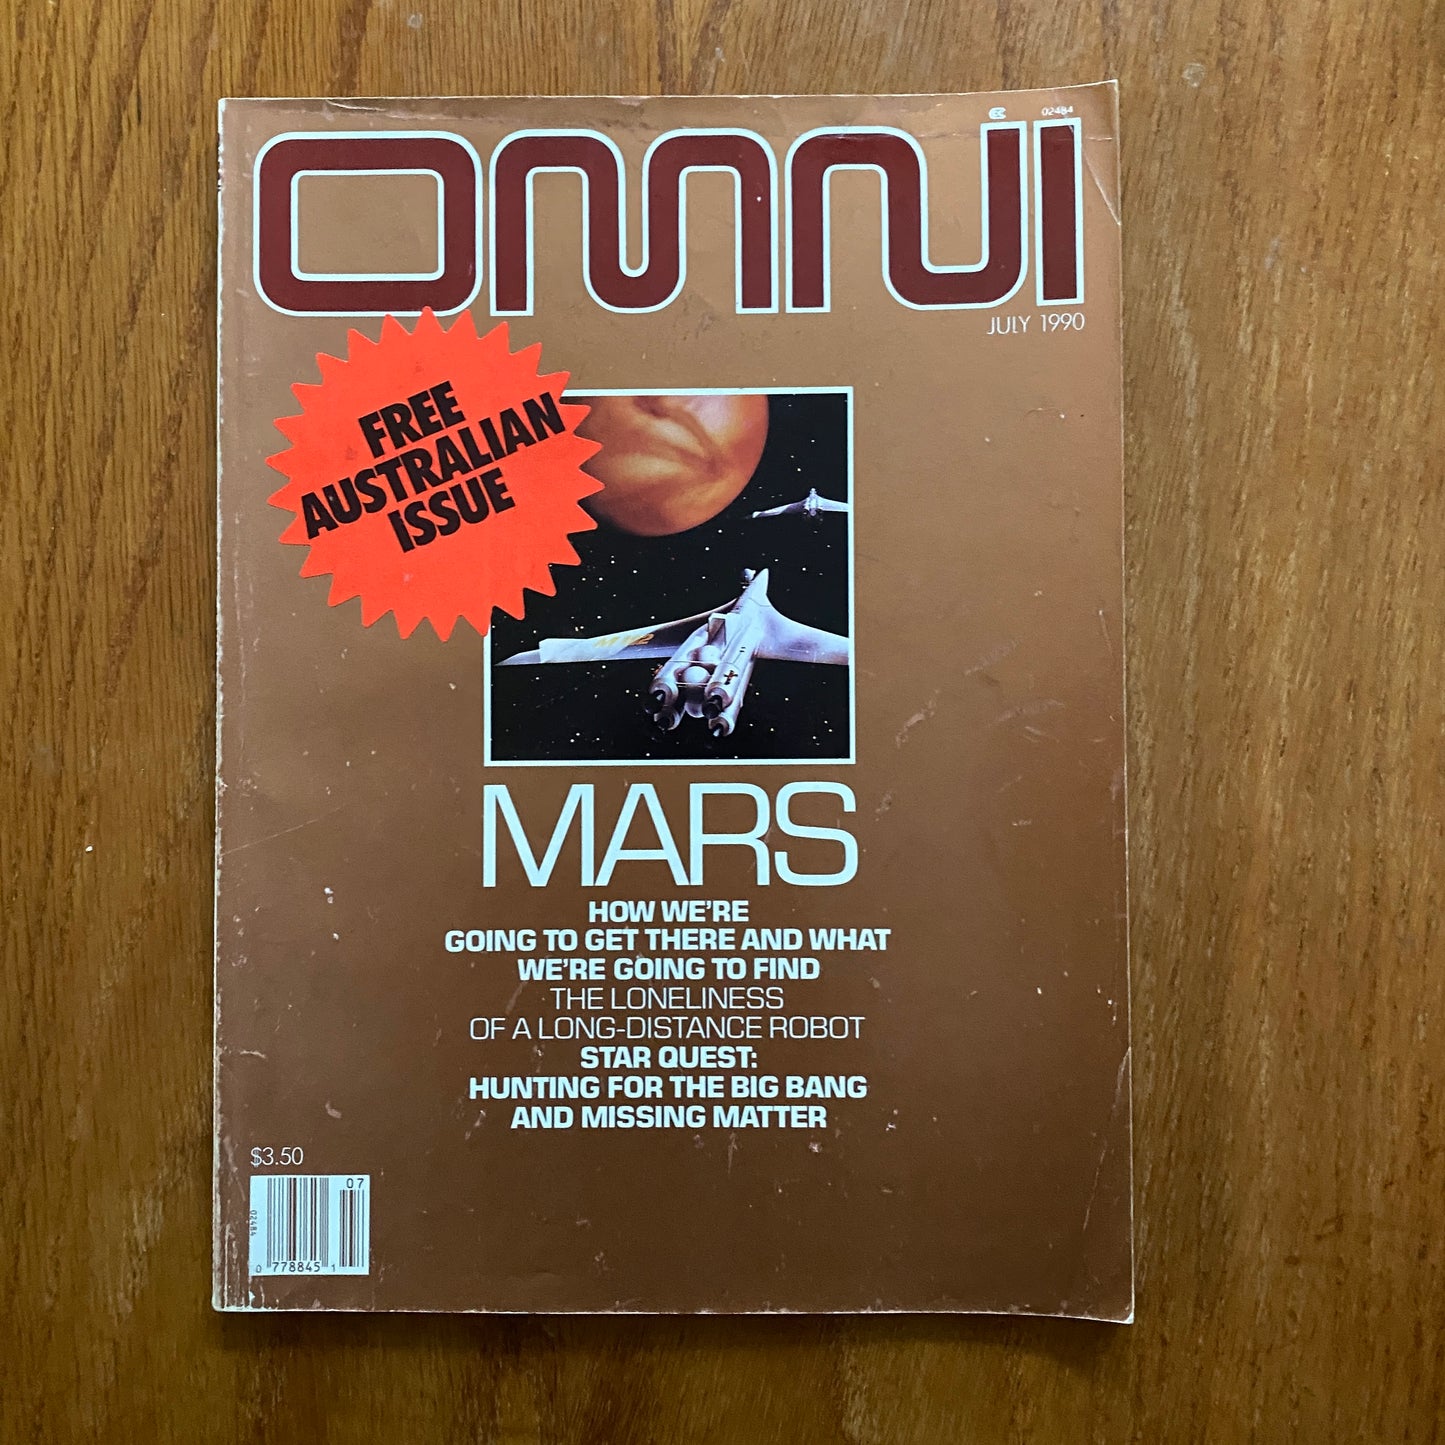 02484
OMNI
JULY 1990
FREE
AUSTRALIAN
ISSUE
MARS
HOW WE'RE
GOING TO GET THERE AND WHAT
WE'RE GOING TO FIND
THE LONELINESS
OF A LONG-DISTANCE ROBOT
STAR QUEST:
HUNTING FOR THE BIG BANG
AND MISSING MATTER
$3.50
07
02484
0 778845 1